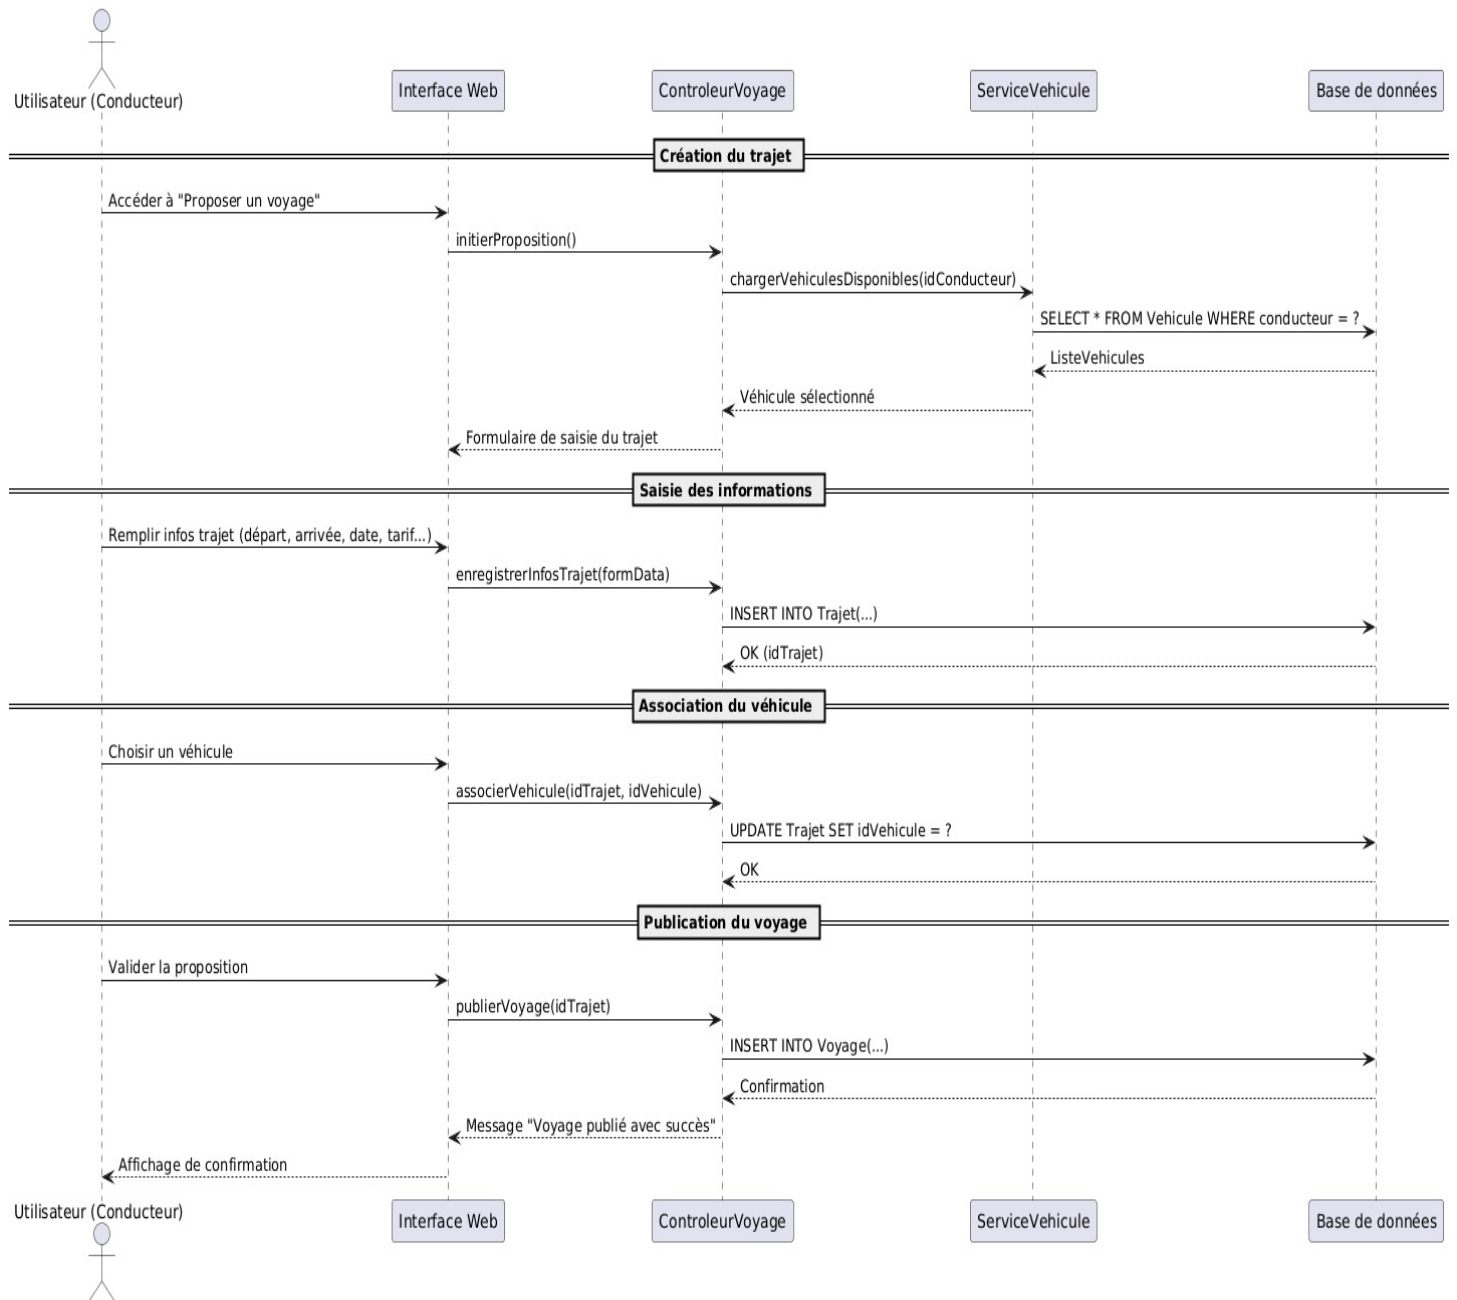 Utilisateur (Conducteur)
Interface Web
ControleurVoyage
ServiceVehicule
Base de données
Création du trajet
Accéder à "Proposer un voyage"
initierProposition()
chargerVehiculesDisponibles(idConducteur)
SELECT * FROM Vehicule WHERE conducteur = ?
ListeVehicules
Véhicule sélectionné
Formulaire de saisie du trajet
Saisie des informations
Remplir infos trajet (départ, arrivée, date, tarif...)
enregistrerInfosTrajet(formData)
INSERT INTO Trajet(...)
OK (idTrajet)
Association du véhicule
Choisir un véhicule
associerVehicule(idTrajet, idVehicule)
UPDATE Trajet SET idVehicule = ?
OK
Publication du voyage
Valider la proposition
publierVoyage(idTrajet)
INSERT INTO Voyage(...)
Confirmation
Message "Voyage publié avec succès"
Affichage de confirmation
Utilisateur (Conducteur)
Interface Web
ControleurVoyage
ServiceVehicule
Base de données